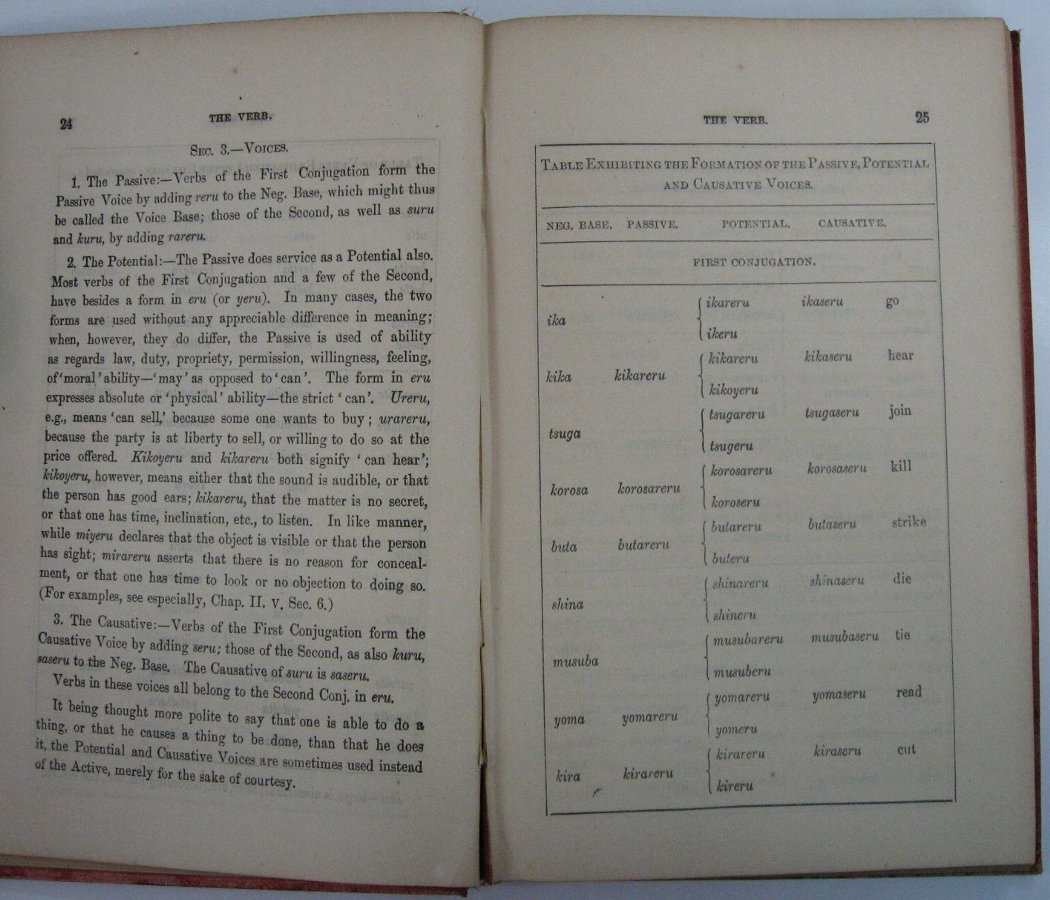 24
THE VERB.
SEC. 3.—VOICES.
1. The Passive:—Verbs of the First Conjugation form the
Passive Voice by adding reru to the Neg. Base, which might thus
be called the Voice Base; those of the Second, as well as suru
and kuru, by adding rareru.
2. The Potential:—The Passive does service as a Potential also.
Most verbs of the First Conjugation and a few of the Second,
have besides a form in eru (or yeru). In many cases, the two
forms are used without any appreciable difference in meaning;
when, however, they do differ, the Passive is used of ability
as regards law, duty, propriety, permission, willingness, feeling,
of 'moral' ability—'may' as opposed to 'can'. The form in eru
expresses absolute or 'physical' ability—the strict 'can'. Ureru,
e.g., means 'can sell,' because some one wants to buy; urareru,
because the party is at liberty to sell, or willing to do so at the
price offered. Kikoyeru and kikareru both signify 'can hear';
kikoyeru, however, means either that the sound is audible, or that
the person has good ears; kikareru, that the matter is no secret,
or that one has time, inclination, etc., to listen. In like manner,
while miyeru declares that the object is visible or that the person
has sight; mirareru asserts that there is no reason for conceal-
ment, or that one has time to look or no objection to doing so.
(For examples, see especially, Chap. II. V. Sec. 6.)
3. The Causative:—Verbs of the First Conjugation form the
Causative Voice by adding seru; those of the Second, as also kuru,
saseru to the Neg. Base. The Causative of suru is saseru.
Verbs in these voices all belong to the Second Conj. in eru.
It being thought more polite to say that one is able to do a
thing, or that he causes a thing to be done, than that he does
it, the Potential and Causative Voices are sometimes used instead
of the Active, merely for the sake of courtesy.
THE VERB.
25
TABLE EXHIBITING THE FORMATION OF THE PASSIVE, POTENTIAL
AND CAUSATIVE VOICES.
NEG. BASE. PASSIVE. POTENTIAL. CAUSATIVE.
FIRST CONJUGATION.
ikareru ikaseru go
ika
ikeru
kikareru kikaseru hear
kika kikareru
kikoyeru
tsugareru tsugaseru join
tsuga
tsugeru
korosareru korosaseru kill
korosa korosareru
koroseru
butareru butaseru strike
buta butareru
buteru
shinareru shinaseru die
shina
shineru
musubareru musubaseru tie
musuba
musuberu
yomareru yomaseru read
yoma yomareru
yomeru
kirareru kiraseru cut
kira kirareru
kireru